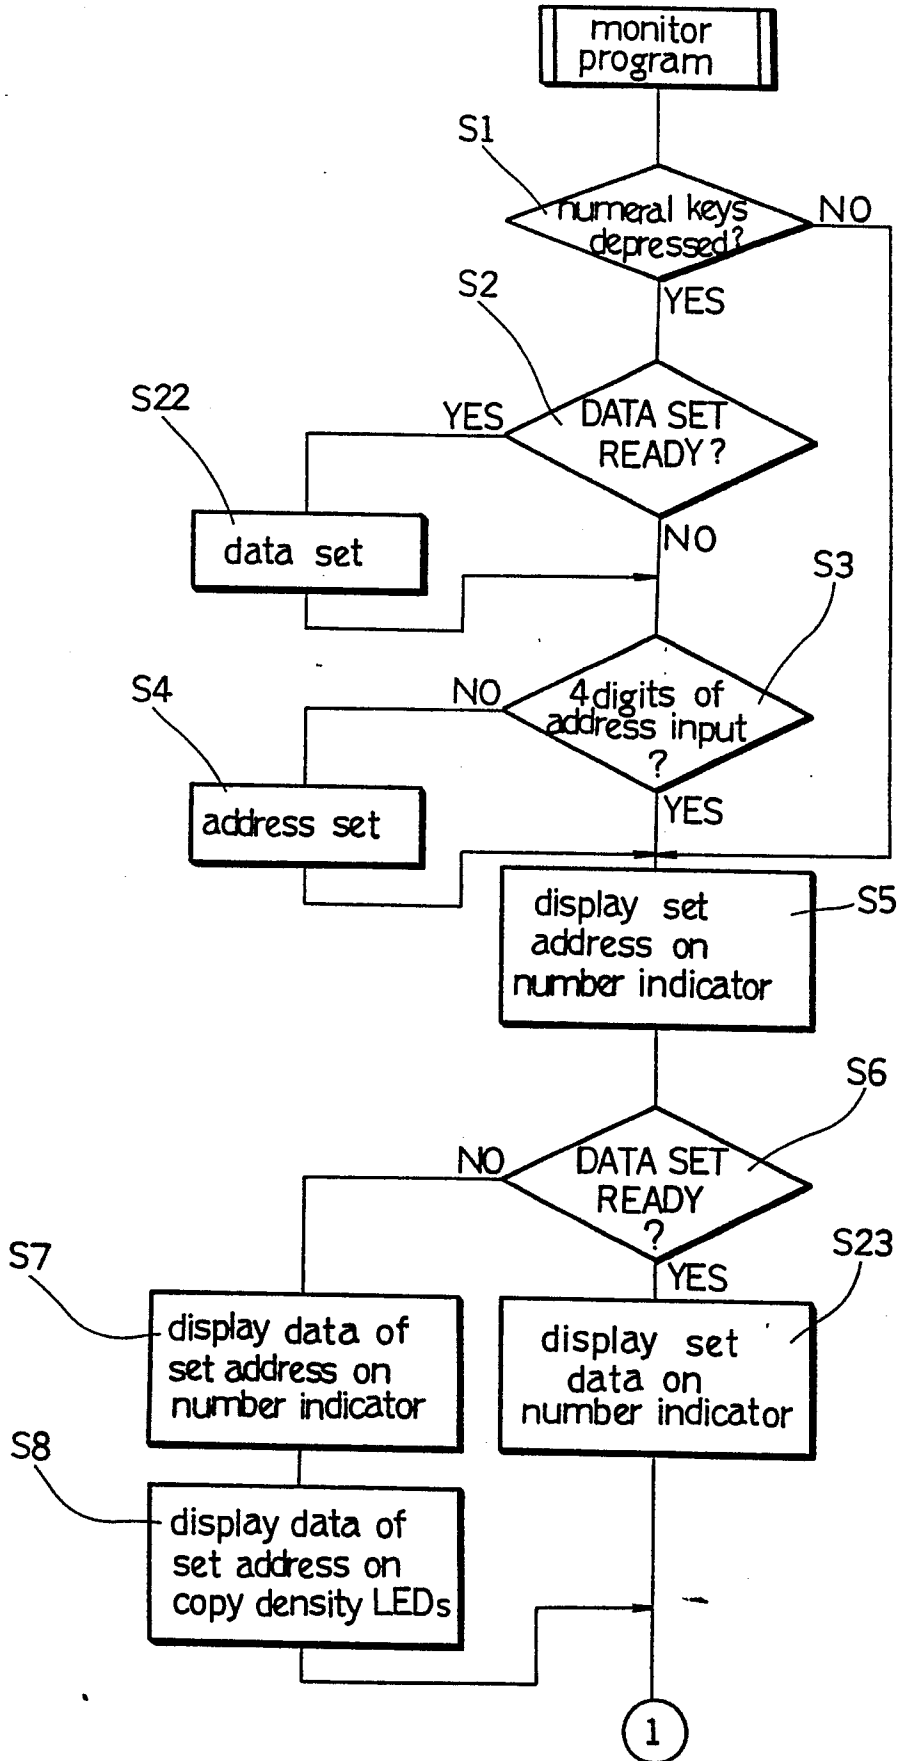 monitor
program
S1
numeral keys
depressed?
NO
YES
S2
DATA SET
READY?
YES
NO
S22
data set
S3
4 digits of
address input
?
NO
YES
S4
address set
S5
display set
address on
number indicator
S6
DATA SET
READY
?
NO
YES
S7
display data of
set address on
number indicator
S23
display set
data on
number indicator
S8
display data of
set address on
copy density LEDs
1